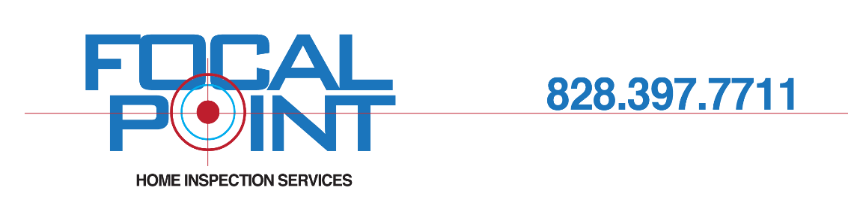 FOCAL
POINT
828.397.7711
HOME INSPECTION SERVICES